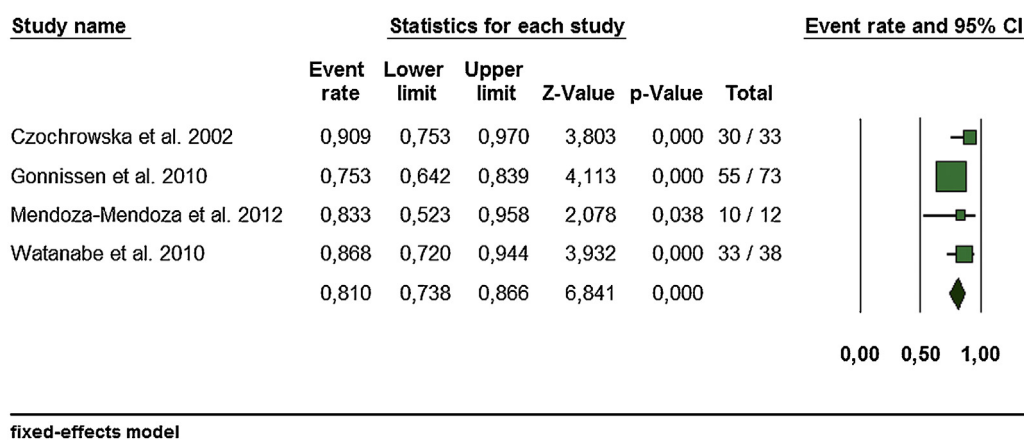 Study name Statistics for each study Event rate and 95% CI
Event Lower Upper
rate limit limit Z-Value p-Value Total
Czochrowska et al. 2002 0,909 0,753 0,970 3,803 0,000 30 / 33
Gonnissen et al. 2010 0,753 0,642 0,839 4,113 0,000 55 / 73
Mendoza-Mendoza et al. 2012 0,833 0,523 0,958 2,078 0,038 10 / 12
Watanabe et al. 2010 0,868 0,720 0,944 3,932 0,000 33 / 38
0,810 0,738 0,866 6,841 0,000
0,00 0,50 1,00
fixed-effects model